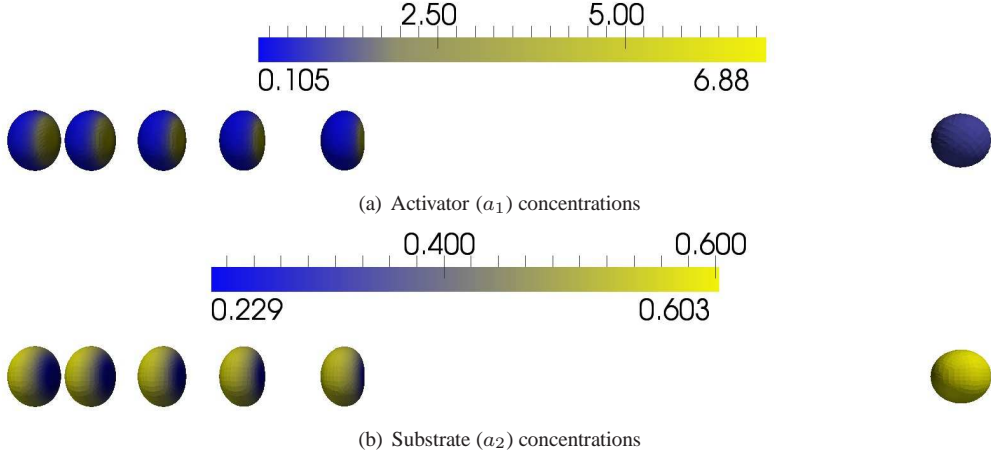 2.50 5.00
0.105 6.88
(a) Activator (a₁) concentrations
0.400 0.600
0.229 0.603
(b) Substrate (a₂) concentrations